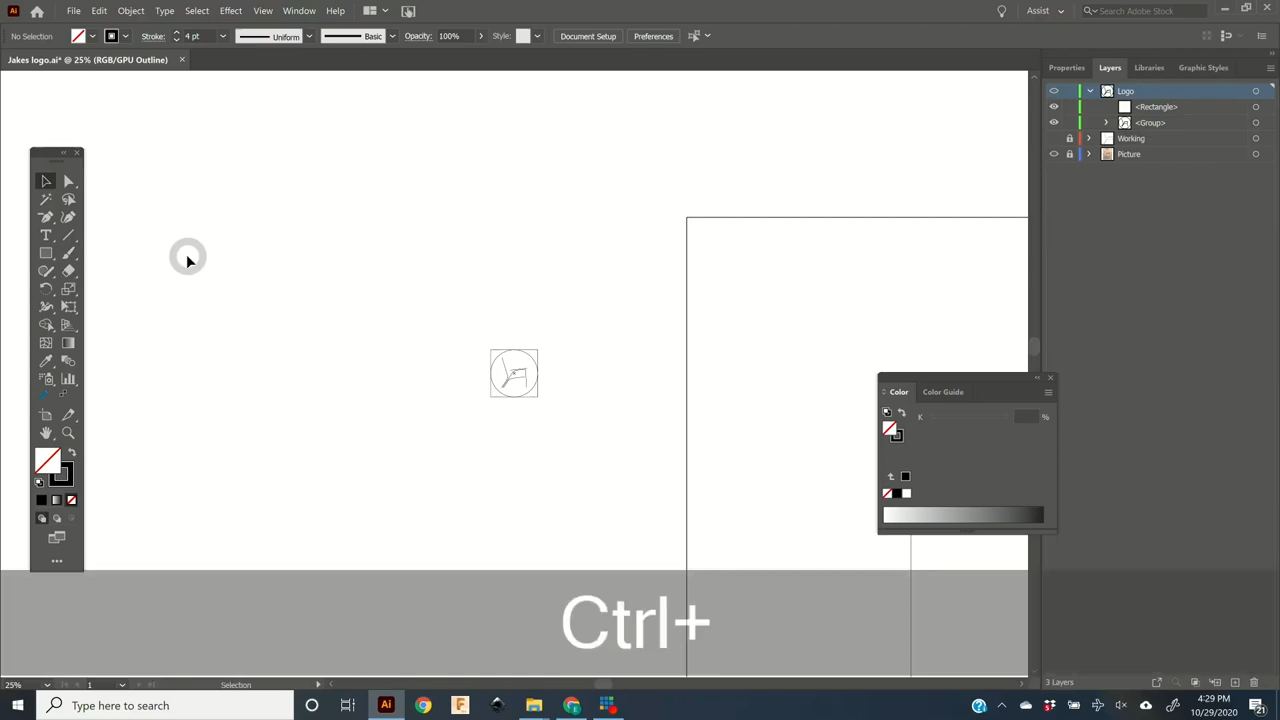 Ai File Edit Object Type Select Effect View Window Help Assist Search Adobe Stock
No Selection Stroke: 4 pt Uniform Basic Opacity: 100% Style: Document Setup Preferences
Jakes logo.ai* @ 25% (RGB/GPU Outline)
Properties Layers Libraries Graphic Styles
Logo
<Rectangle>
<Group>
Working
Picture
Color Color Guide
K %
Ctrl+
25% 1 Selection
3 Layers
Type here to search
Ai
4:29 PM
10/29/2020
21